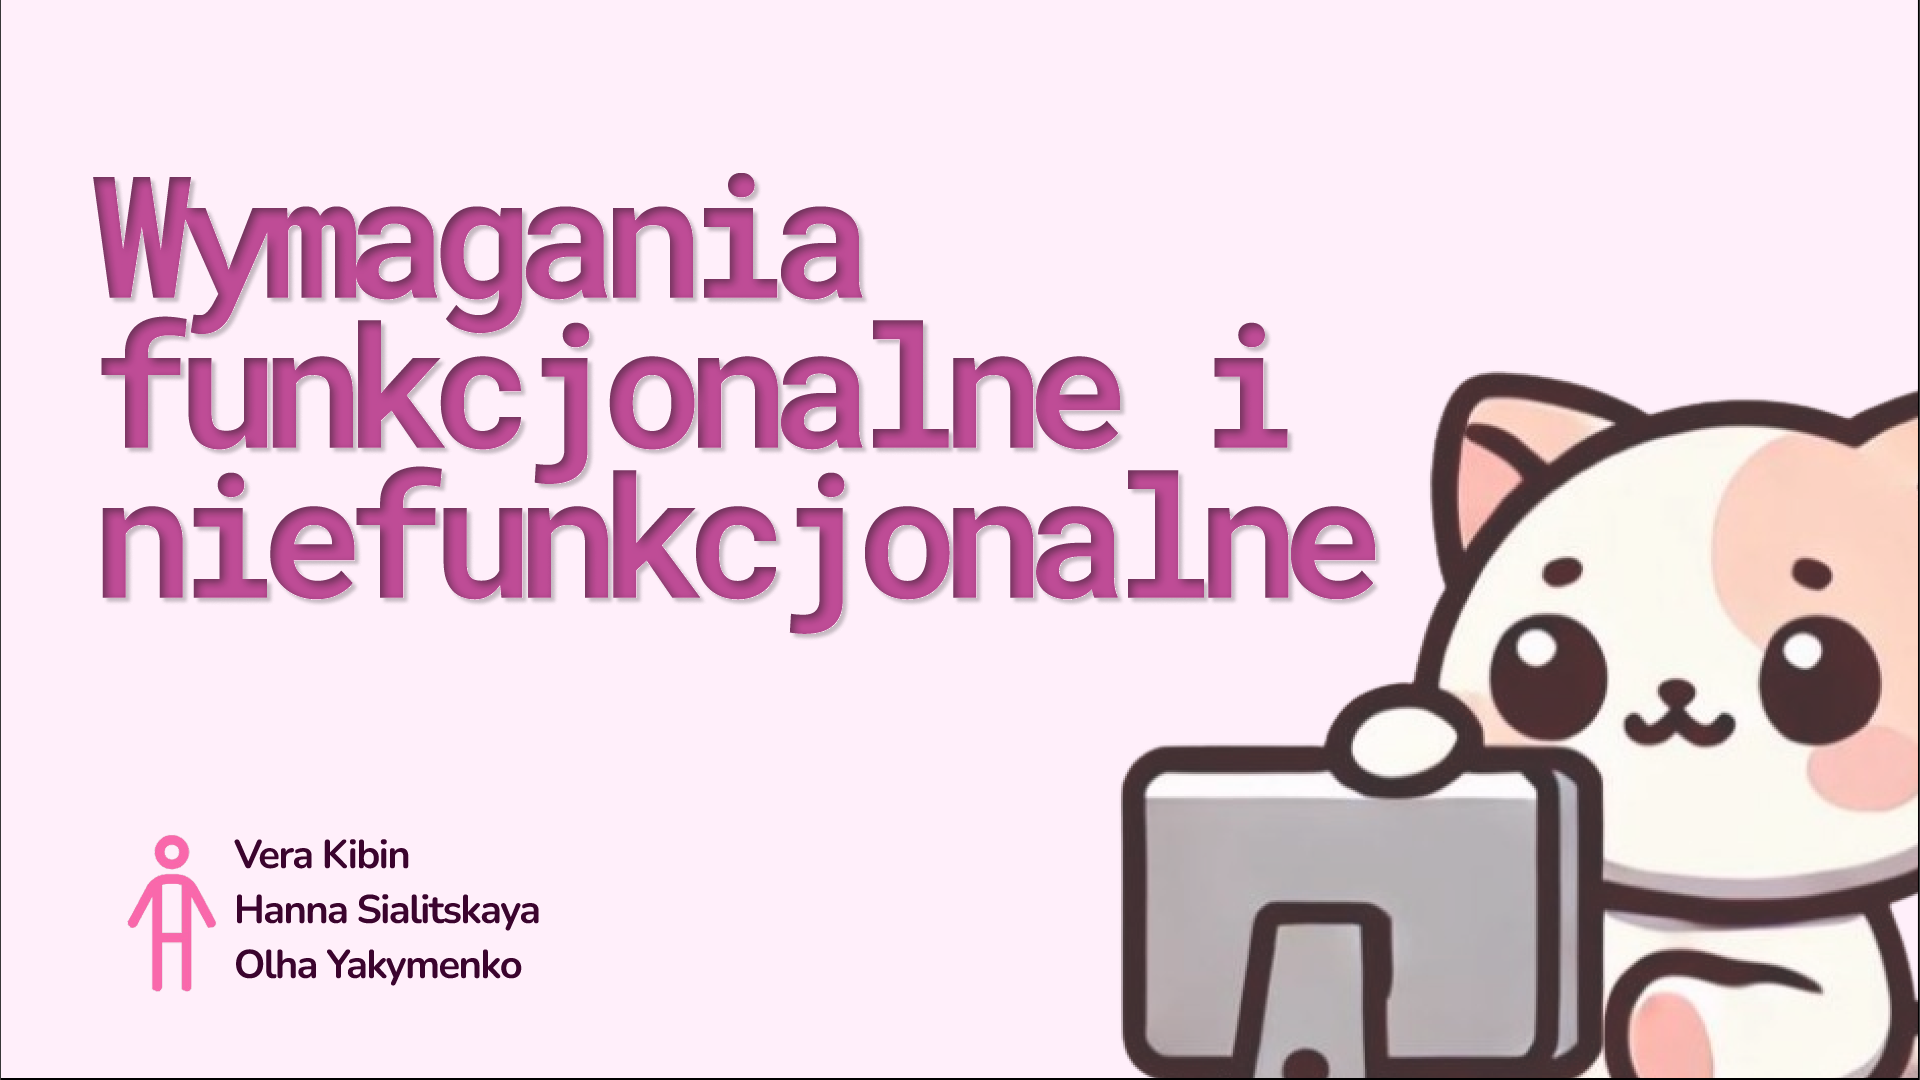 Wymagania
funkcjonalne i
niefunkcjonalne
Vera Kibin
Hanna Sialitskaya
Olha Yakymenko